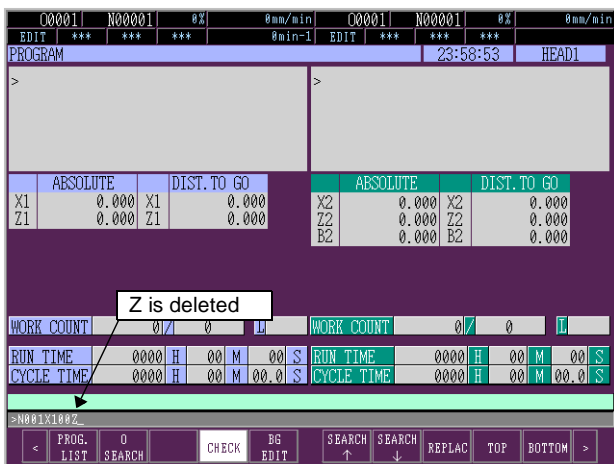 O0001 N00001 0% 0mm/min O0001 N00001 0% 0mm/min
EDIT *** *** *** 0min-1 EDIT *** *** ***
PROGRAM 23:58:53 HEAD1
> >
ABSOLUTE DIST.TO GO ABSOLUTE DIST.TO GO
X1 0.000 X1 0.000 X2 0.000 X2 0.000
Z1 0.000 Z1 0.000 Z2 0.000 Z2 0.000
B2 0.000 B2 0.000
Z is deleted
WORK COUNT 0/ 0 L WORK COUNT 0/ 0 L
RUN TIME 0000 H 00 M 00 S RUN TIME 0000 H 00 M 00 S
CYCLE TIME 0000 H 00 M 00.0 S CYCLE TIME 0000 H 00 M 00.0 S
>N001X100Z_
< PROG. LIST O SEARCH CHECK BG EDIT SEARCH ↑ SEARCH ↓ REPLAC TOP BOTTOM >